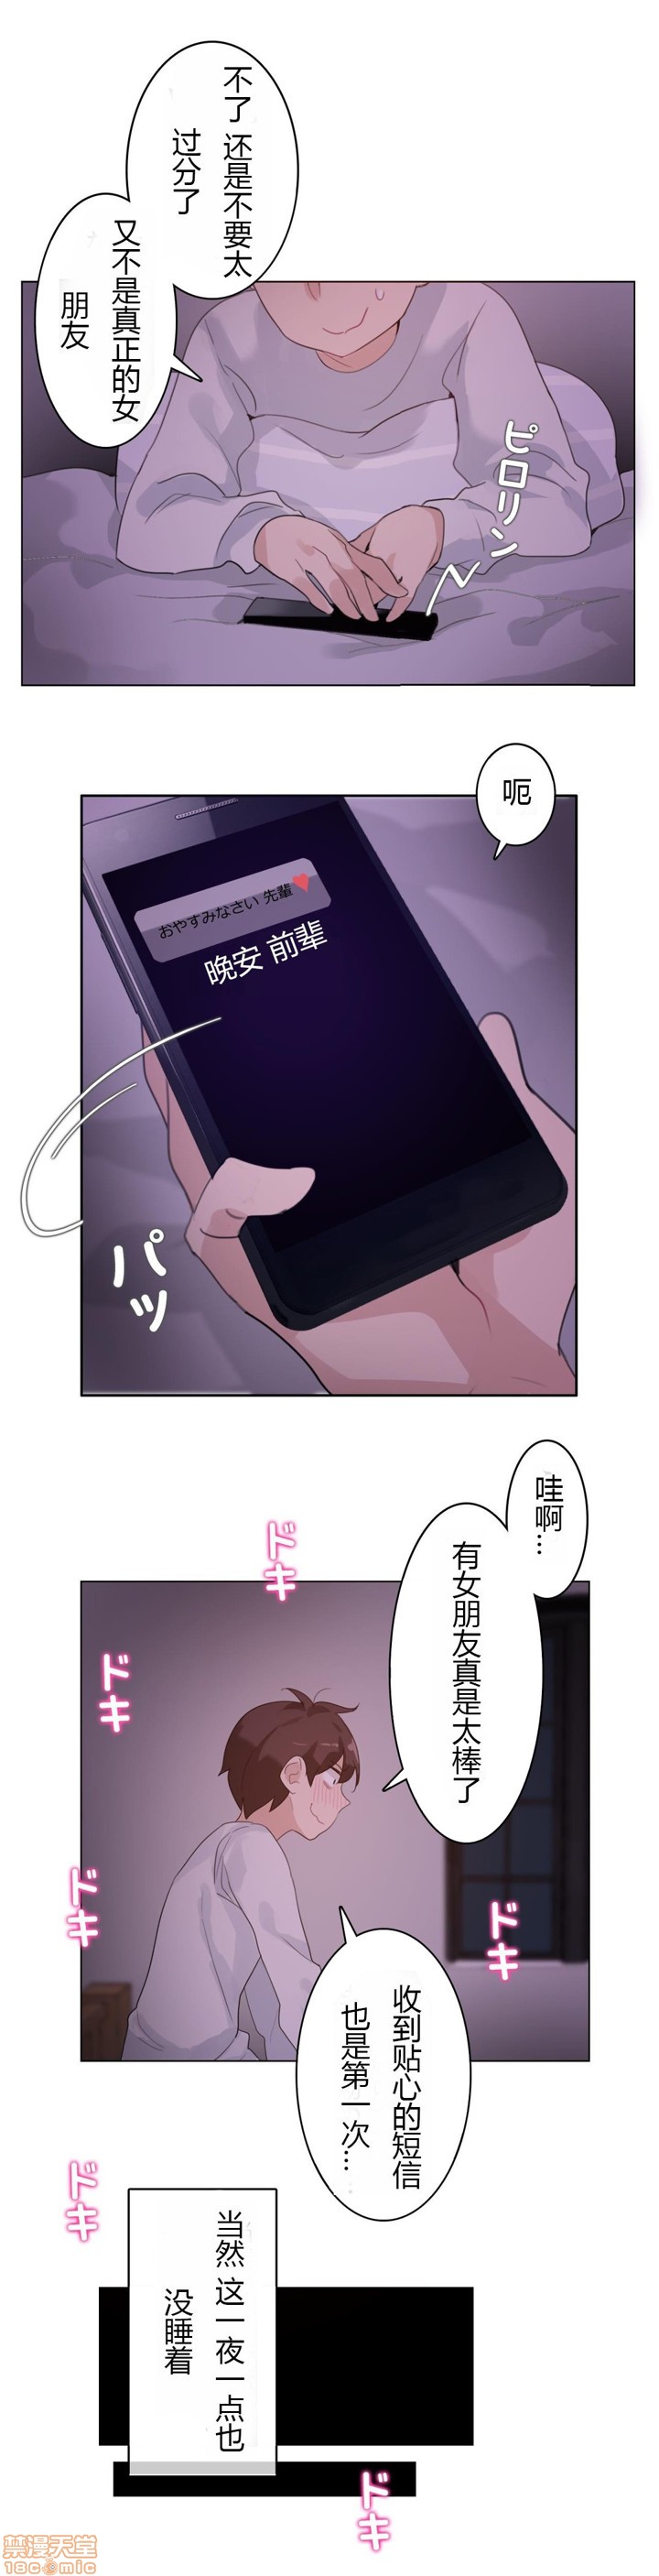 不了 还是不要太
过分了
又不是真正的女
朋友
ピロリン
呃
おやすみなさい 先輩♥
晚安 前辈
パッ
哇啊…
有女朋友真是太棒了
ドキ
ドキ
ドキ
ドキ
收到贴心的短信
也是第一次…
ドキ
当然 这一夜一点也
没睡着
ドキ
禁漫天堂
18comic